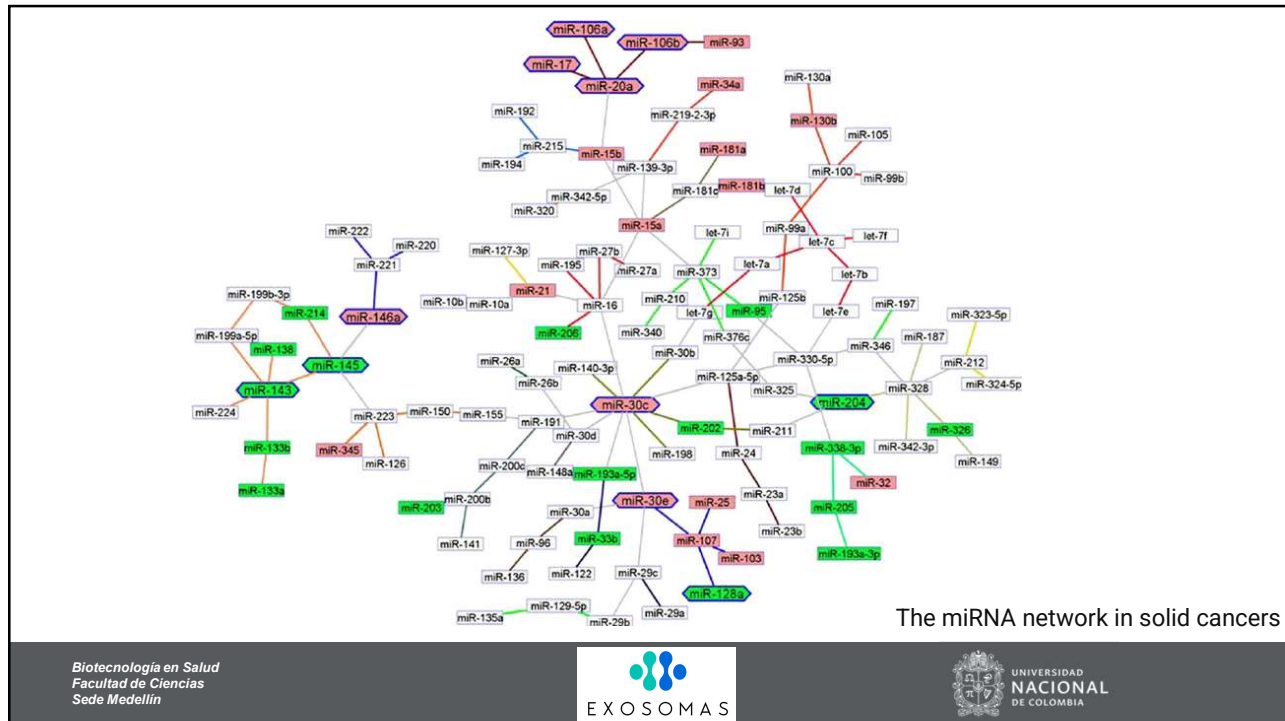 miR-106a
miR-106b
miR-93
miR-17
miR-20a
miR-130a
miR-34a
miR-192
miR-219-2-3p
miR-130b
miR-105
miR-215
miR-15b
miR-181a
miR-194
miR-139-3p
miR-100
miR-99b
miR-342-5p
miR-181c
miR-181b
let-7d
miR-320
miR-15a
miR-99a
miR-222
miR-220
let-7i
let-7c
let-7f
miR-127-3p
miR-27b
miR-221
miR-195
miR-27a
miR-373
let-7a
let-7b
miR-199b-3p
miR-21
miR-10b
miR-10a
miR-16
miR-210
miR-125b
miR-214
miR-146a
let-7g
miR-95
let-7e
miR-197
miR-323-5p
miR-199a-5p
miR-206
miR-340
miR-376c
miR-346
miR-138
miR-145
miR-26a
miR-30b
miR-330-5p
miR-187
miR-212
miR-140-3p
miR-125a-5p
miR-143
miR-26b
miR-325
miR-328
miR-324-5p
miR-30c
miR-204
miR-224
miR-223
miR-150
miR-155
miR-191
miR-202
miR-211
miR-326
miR-133b
miR-345
miR-126
miR-30d
miR-198
miR-24
miR-338-3p
miR-342-3p
miR-149
miR-200c
miR-148a
miR-193a-5p
miR-32
miR-133a
miR-203
miR-200b
miR-30e
miR-25
miR-23a
miR-205
miR-30a
miR-23b
miR-141
miR-96
miR-33b
miR-107
miR-193a-3p
miR-103
miR-136
miR-122
miR-29c
miR-128a
miR-135a
miR-129-5p
miR-29b
miR-29a
The miRNA network in solid cancers
Biotecnología en Salud
Facultad de Ciencias
Sede Medellín
EXOSOMAS
UNIVERSIDAD
NACIONAL
DE COLOMBIA